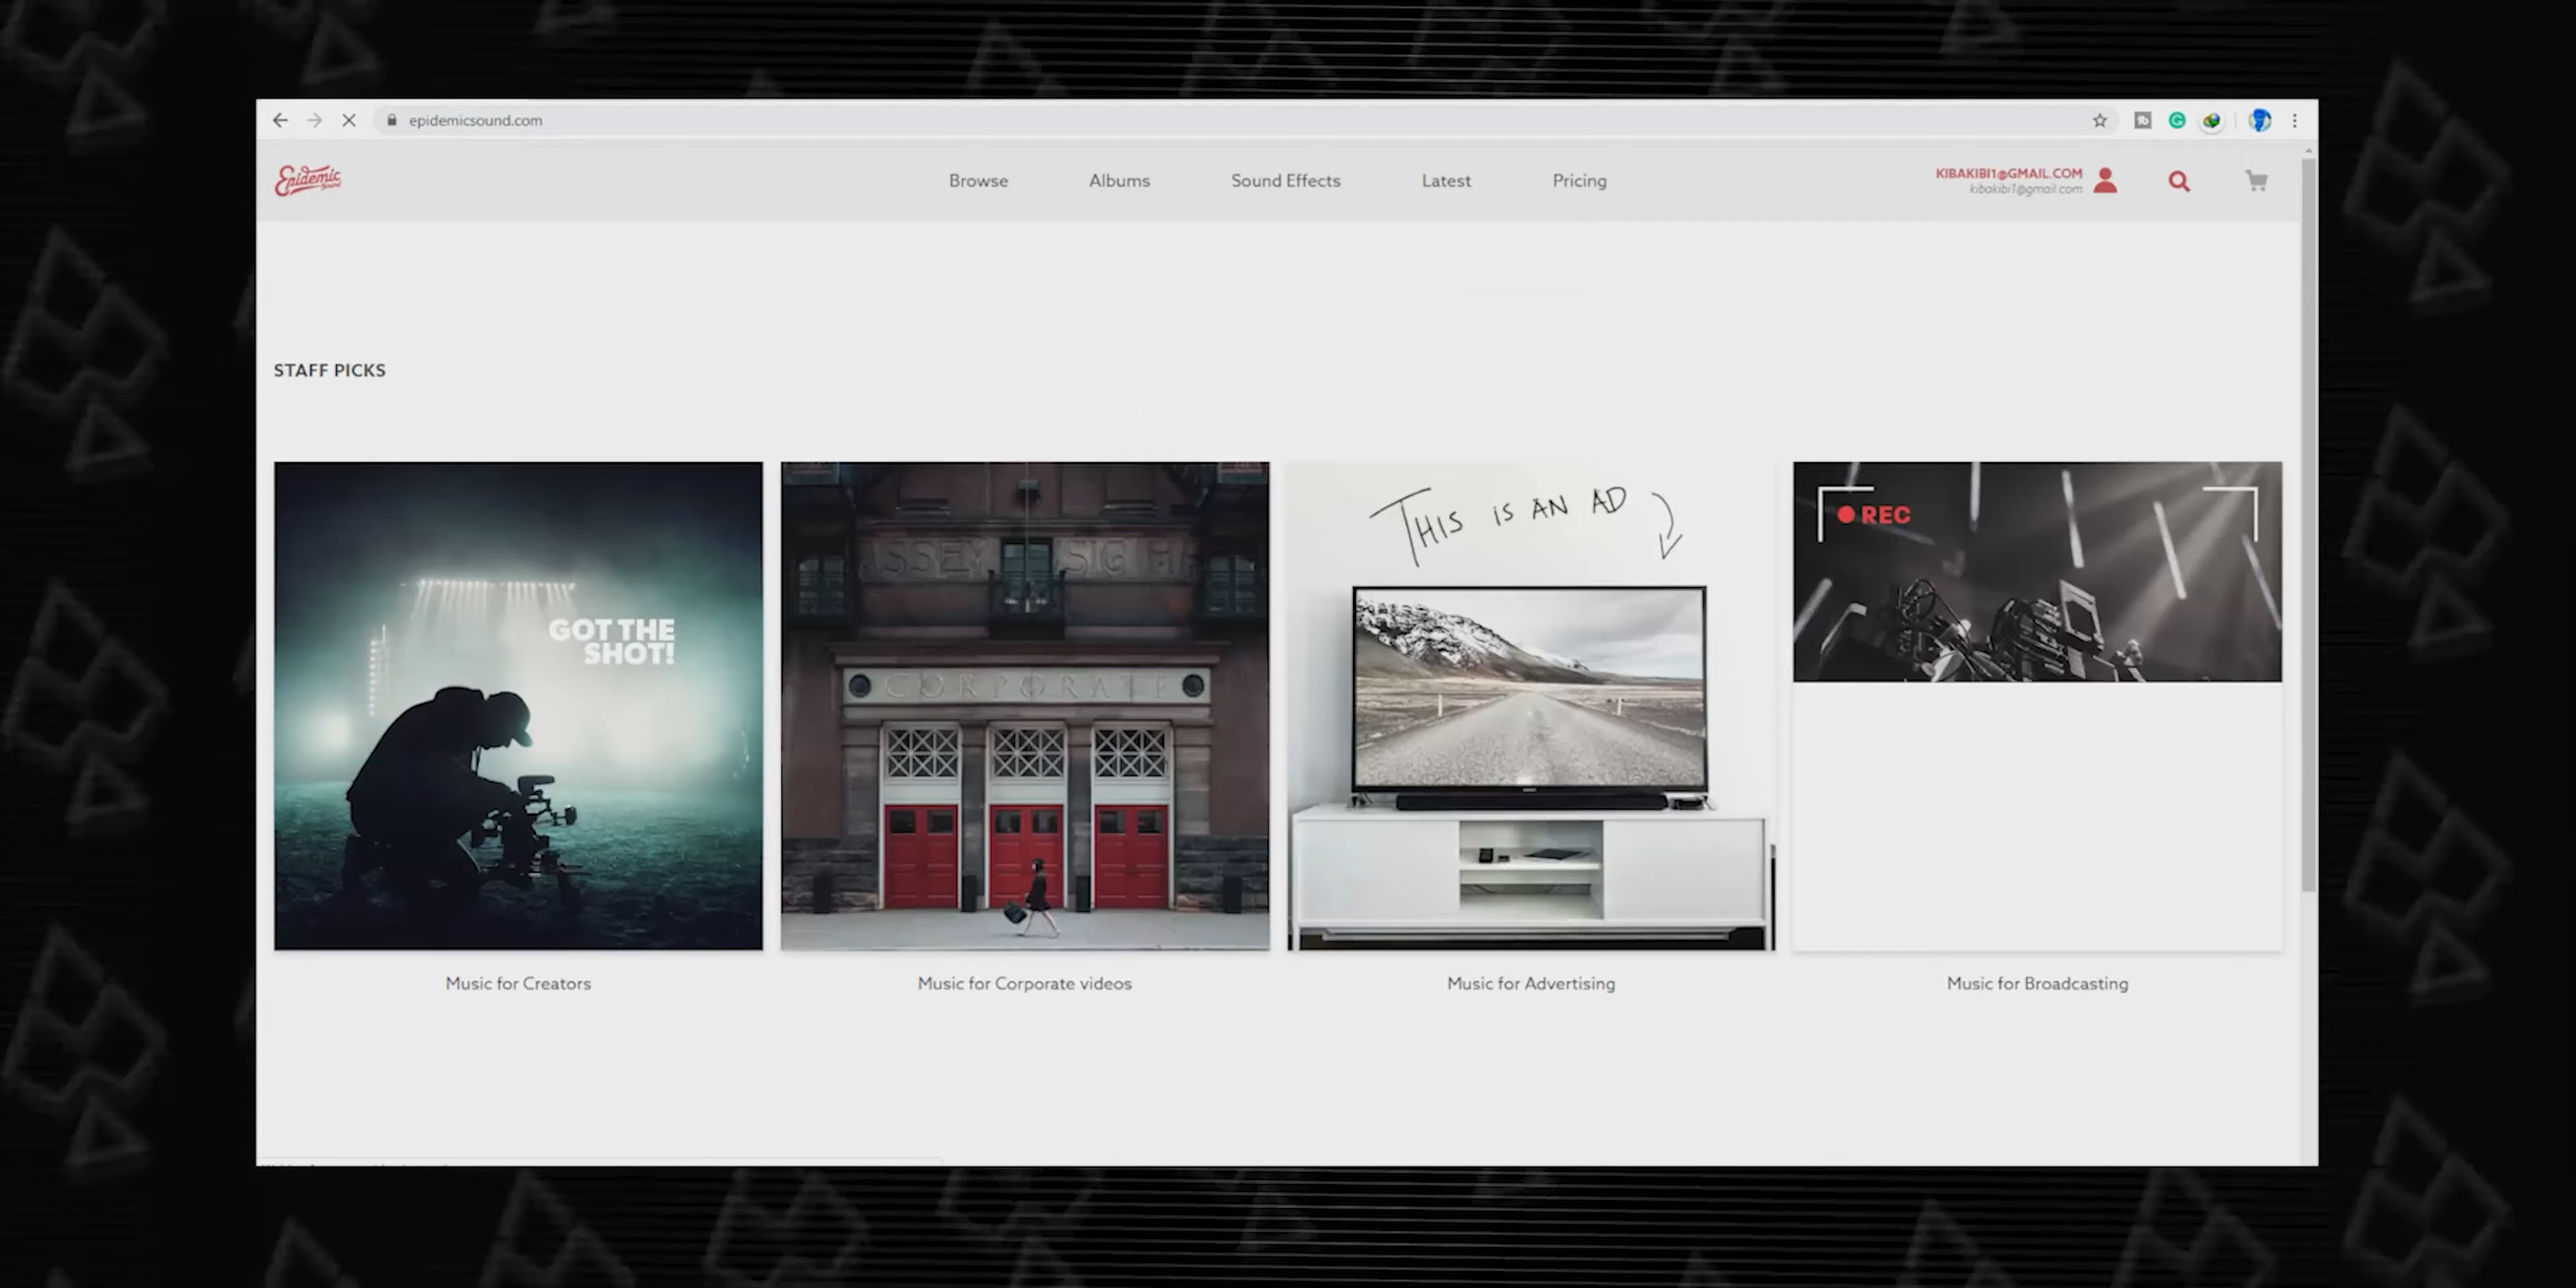 epidemicsound.com
Epidemic
Sound
Browse
Albums
Sound Effects
Latest
Pricing
KIBAKIBI1@GMAIL.COM
kibakibi1@gmail.com
STAFF PICKS
GOT THE
SHOT!
CORPORATE
THIS IS AN AD
REC
Music for Creators
Music for Corporate videos
Music for Advertising
Music for Broadcasting